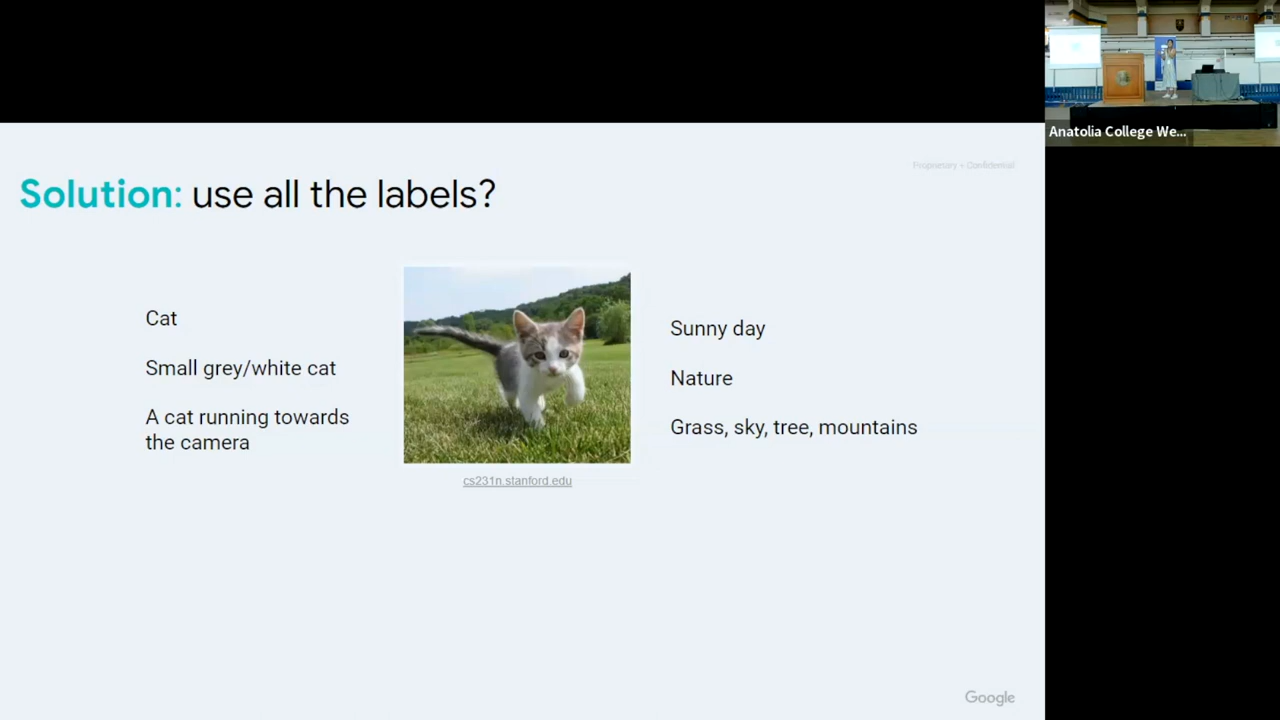 Anatolia College We...
Proprietary + Confidential
Solution: use all the labels?
Cat
Small grey/white cat
A cat running towards
the camera
Sunny day
Nature
Grass, sky, tree, mountains
cs231n.stanford.edu
Google